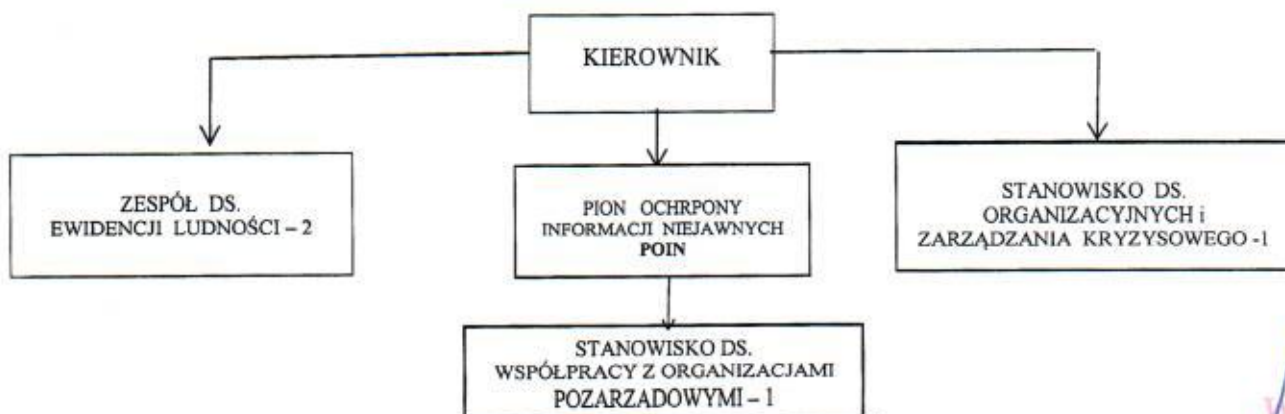 KIEROWNIK
ZESPÓŁ DS.
EWIDENCJI LUDNOŚCI – 2
PION OCHRPONY
INFORMACJI NIEJAWNYCH
POIN
STANOWISKO DS.
ORGANIZACYJNYCH i
ZARZĄDZANIA KRYZYSOWEGO -1
STANOWISKO DS.
WSPÓŁPRACY Z ORGANIZACJAMI
POZARZĄDOWYMI – 1